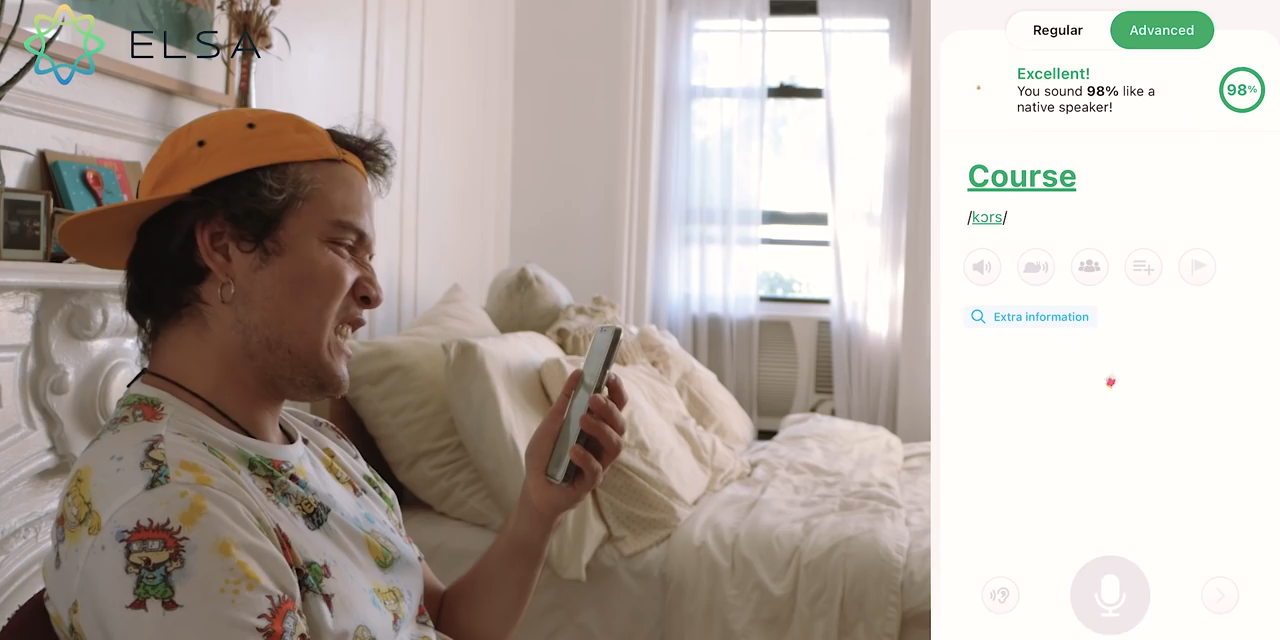 ELSA
Regular
Advanced
Excellent!
You sound 98% like a
native speaker!
98%
Course
/kɔrs/
Extra information